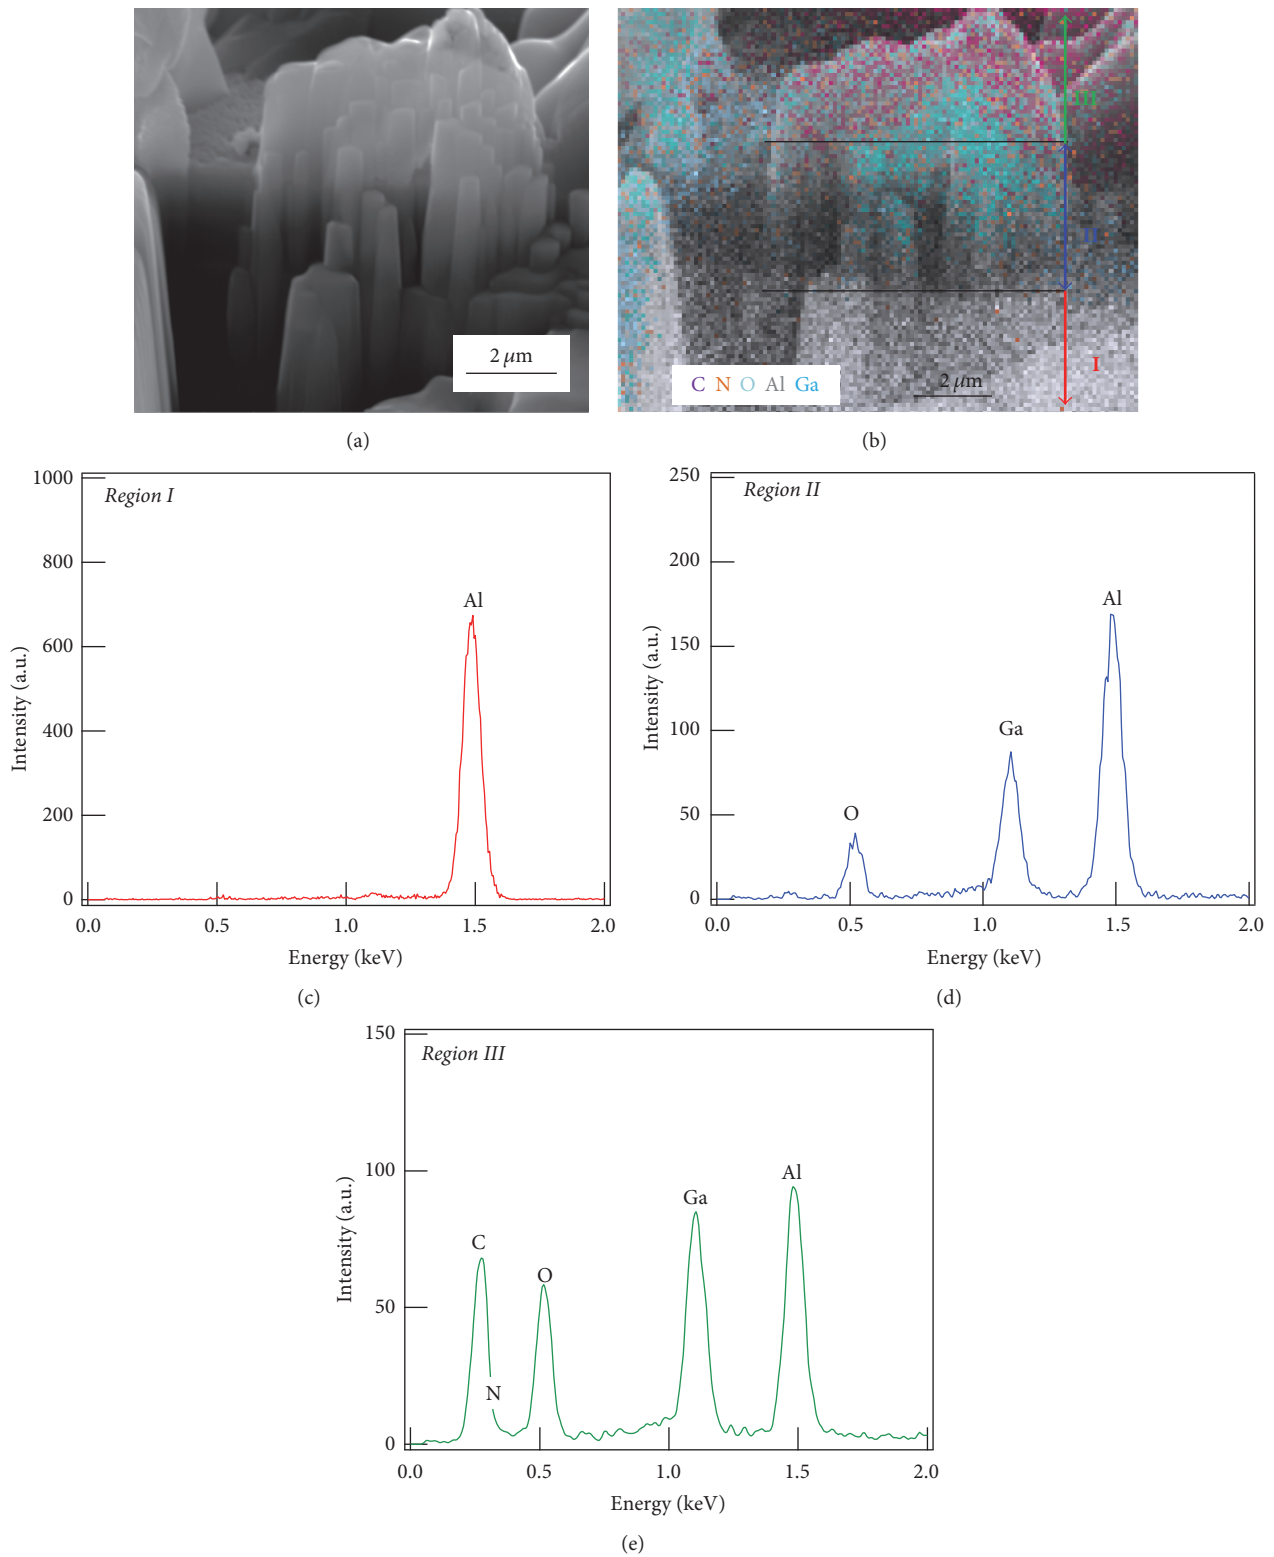 2 μm
(a)
III
II
I
C N O Al Ga
2 μm
(b)
Region I
1000
800
600
400
200
0
Al
Intensity (a.u.)
0.0 0.5 1.0 1.5 2.0
Energy (keV)
(c)
Region II
250
200
150
100
50
0
O
Ga
Al
Intensity (a.u.)
0.0 0.5 1.0 1.5 2.0
Energy (keV)
(d)
Region III
150
100
50
0
C
N
O
Ga
Al
Intensity (a.u.)
0.0 0.5 1.0 1.5 2.0
Energy (keV)
(e)